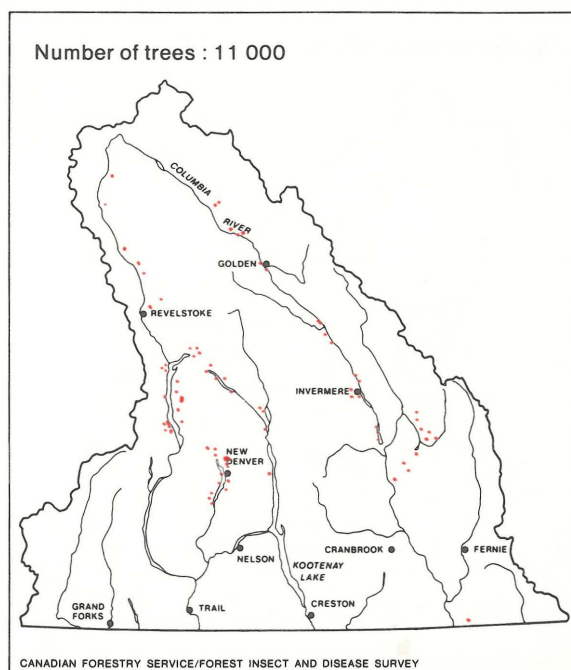 Number of trees : 11 000
COLUMBIA
RIVER
GOLDEN
REVELSTOKE
INVERMERE
NEW
DENVER
NELSON
CRANBROOK
FERNIE
KOOTENAY
LAKE
GRAND
FORKS
TRAIL
CRESTON
CANADIAN FORESTRY SERVICE/FOREST INSECT AND DISEASE SURVEY